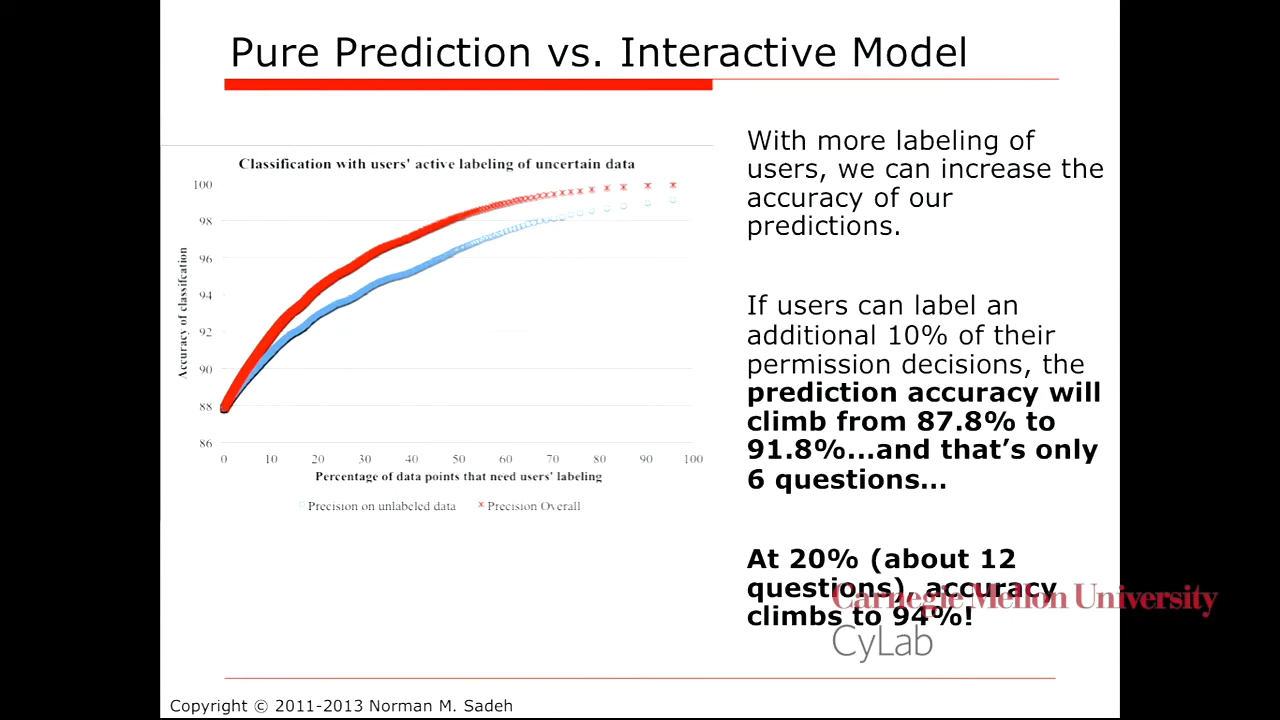 Pure Prediction vs. Interactive Model
Classification with users' active labeling of uncertain data
100
98
96
94
92
90
88
86
Accuracy of classifcation
0 10 20 30 40 50 60 70 80 90 100
Percentage of data points that need users' labeling
Precision on unlabeled data
Precision Overall
With more labeling of
users, we can increase the
accuracy of our
predictions.
If users can label an
additional 10% of their
permission decisions, the
prediction accuracy will
climb from 87.8% to
91.8%…and that's only
6 questions…
At 20% (about 12
questions), accuracy
climbs to 94%!
Carnegie Mellon University
CyLab
Copyright © 2011-2013 Norman M. Sadeh